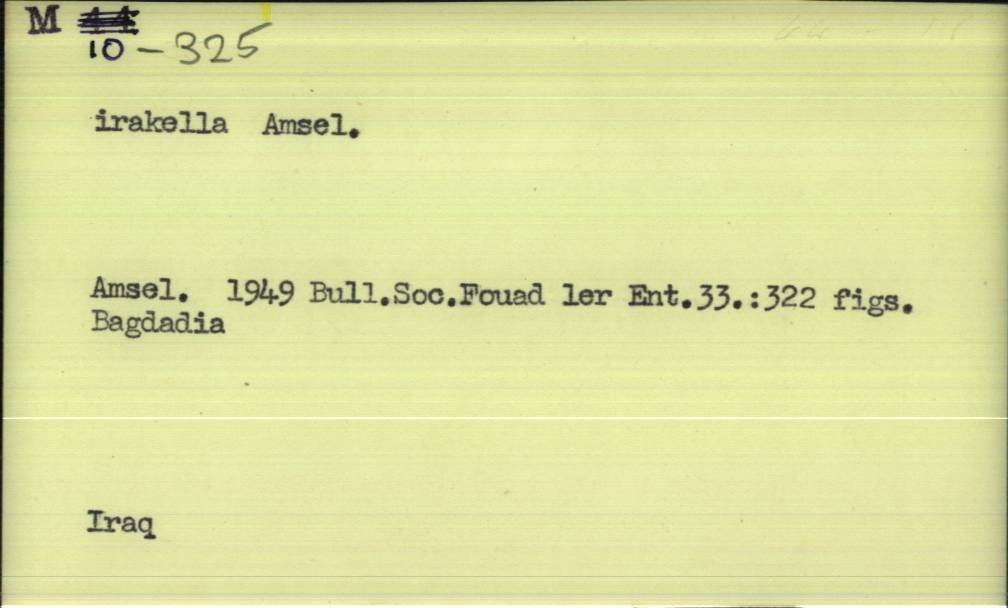 M 44
10 - 325
irakella Amsel.
Amsel. 1949 Bull.Soc.Fouad ler Ent.33.:322 figs.
Bagdadia
Iraq